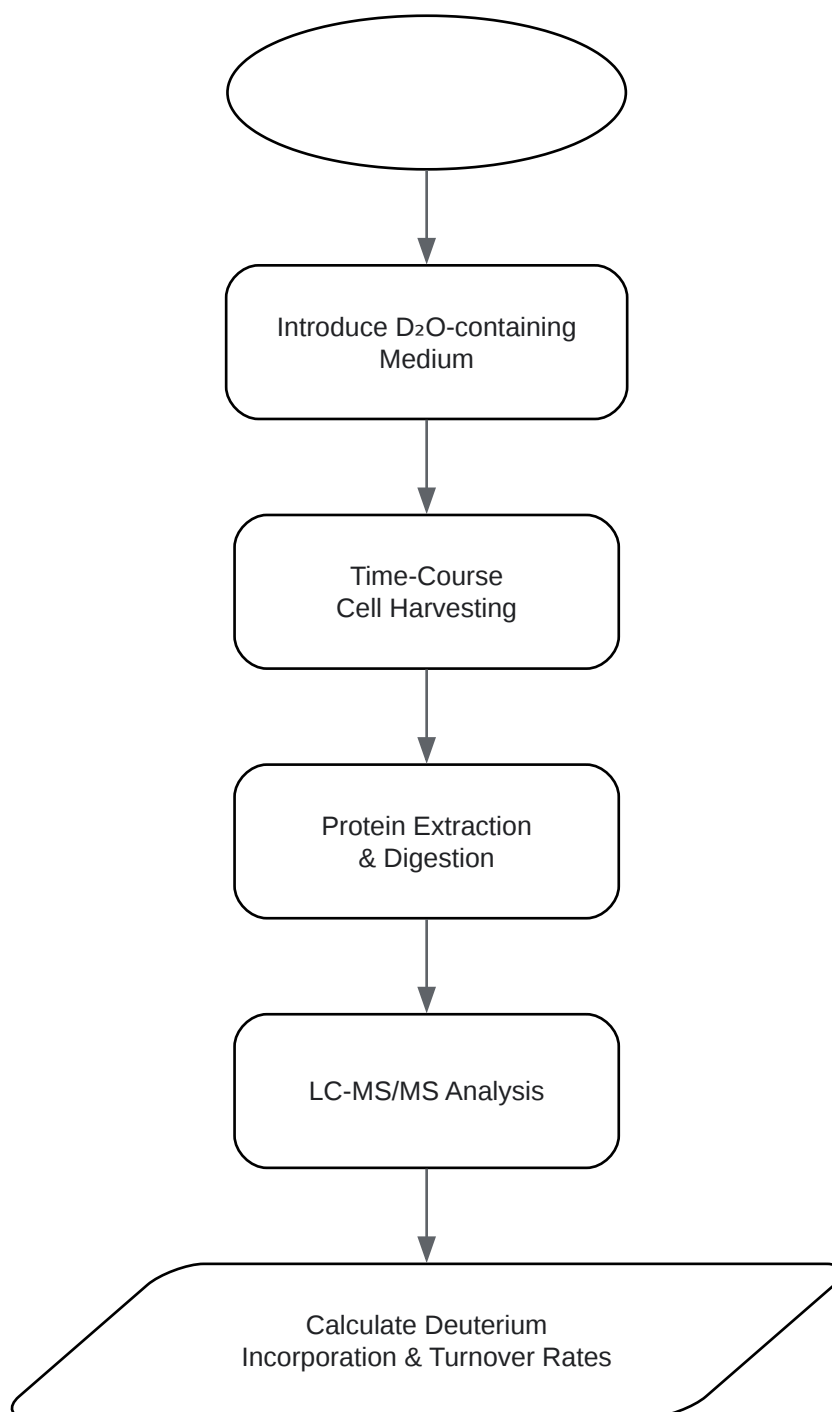 Introduce D₂O-containing
Medium
Time-Course
Cell Harvesting
Protein Extraction
& Digestion
LC-MS/MS Analysis
Calculate Deuterium
Incorporation & Turnover Rates